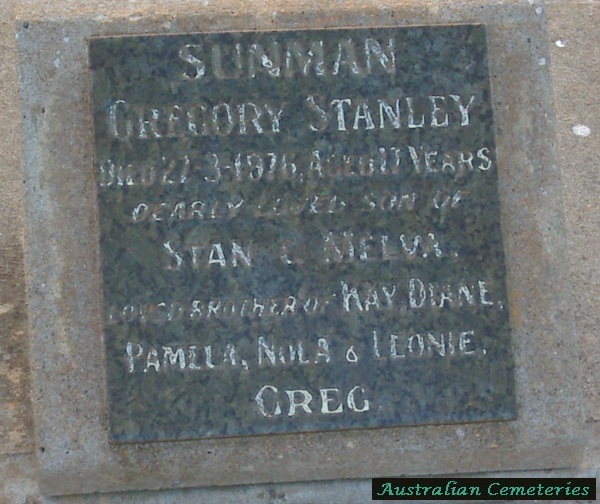 SUNMAN
GREGORY STANLEY
DIED 27-3-1976, AGED 17 YEARS
DEARLY LOVED SON OF
STAN & MELVA.
LOVED BROTHER OF KAY, DIANE,
PAMELA, NOLA & LEONIE.
GREG
Australian Cemeteries